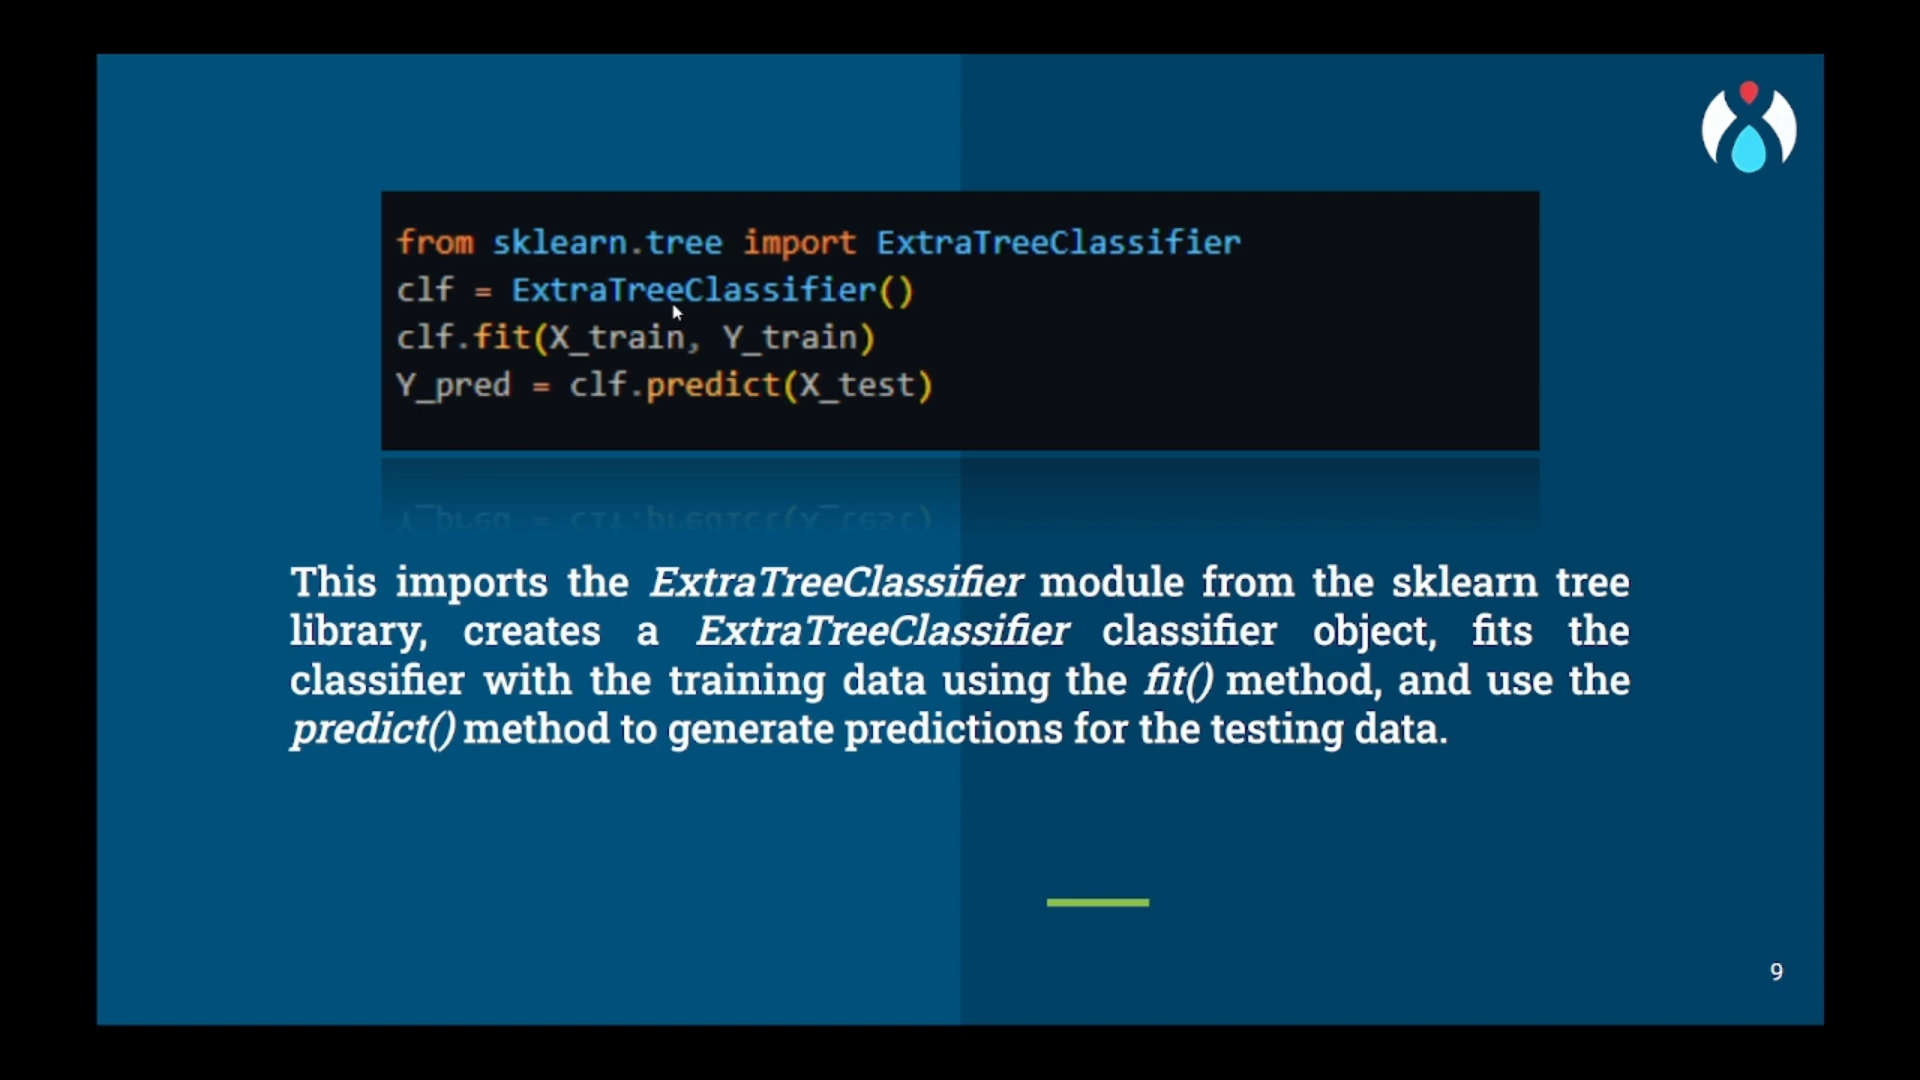 from sklearn.tree import ExtraTreeClassifier
clf = ExtraTreeClassifier()
clf.fit(X_train, Y_train)
Y_pred = clf.predict(X_test)
This imports the ExtraTreeClassifier module from the sklearn tree
library, creates a ExtraTreeClassifier classifier object, fits the
classifier with the training data using the fit() method, and use the
predict() method to generate predictions for the testing data.
9